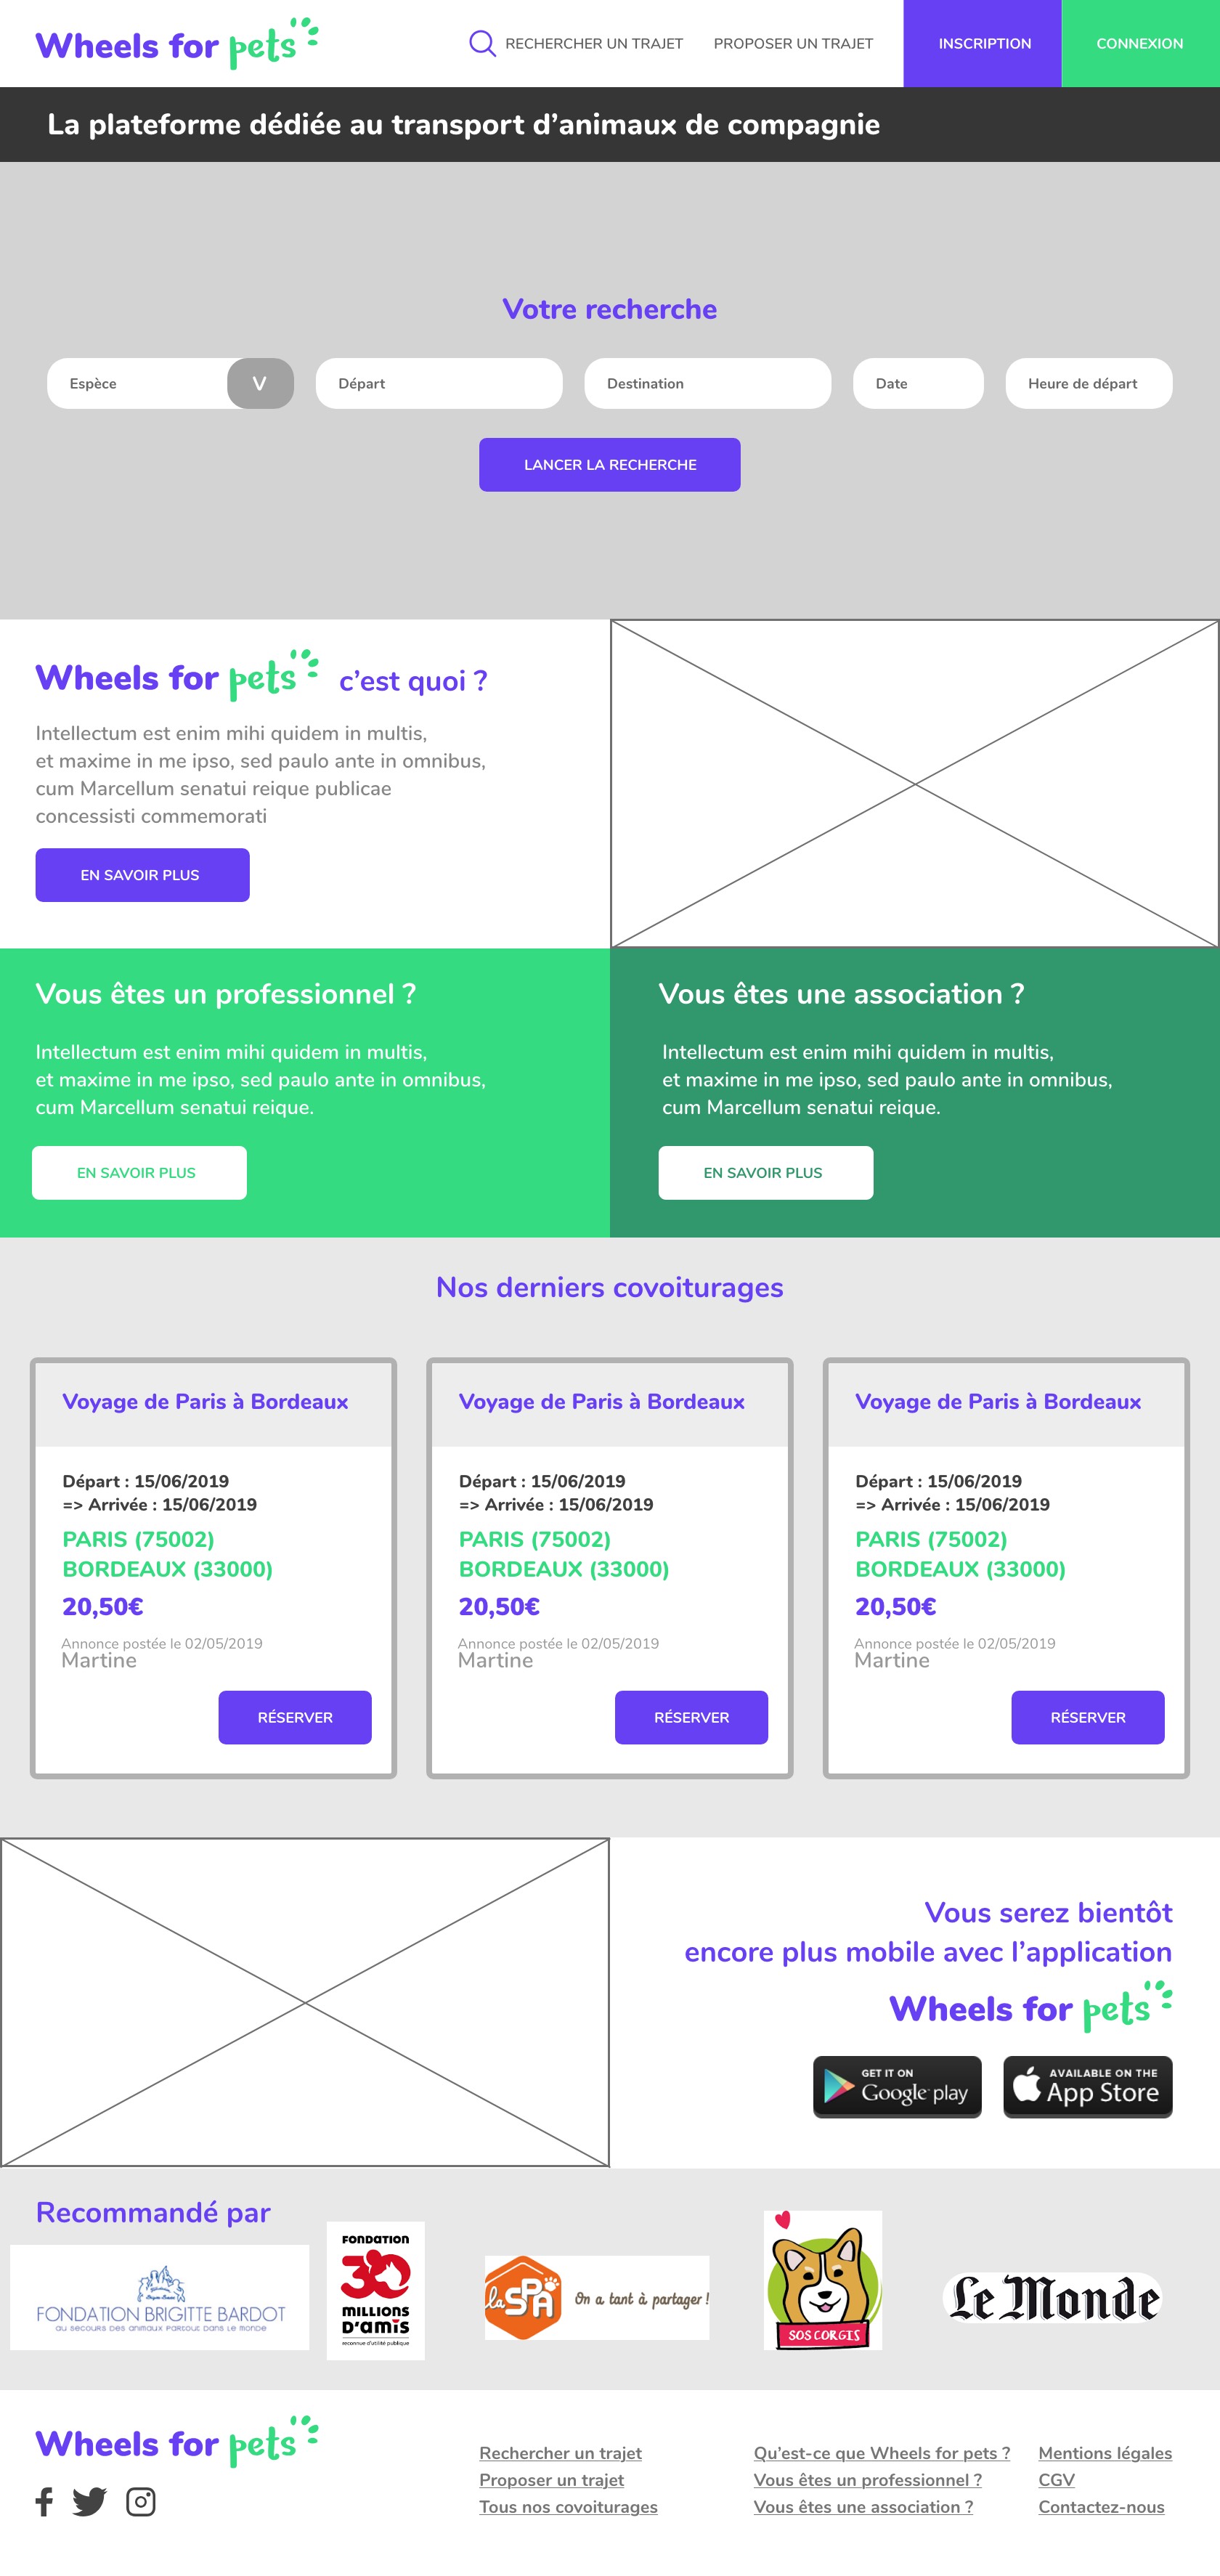 Wheels for pets
RECHERCHER UN TRAJET
PROPOSER UN TRAJET
INSCRIPTION
CONNEXION
La plateforme dédiée au transport d’animaux de compagnie
Votre recherche
Espèce
V
Départ
Destination
Date
Heure de départ
LANCER LA RECHERCHE
Wheels for pets c’est quoi ?
Intellectum est enim mihi quidem in multis,
et maxime in me ipso, sed paulo ante in omnibus,
cum Marcellum senatui reique publicae
concessisti commemorati
EN SAVOIR PLUS
Vous êtes un professionnel ?
Intellectum est enim mihi quidem in multis,
et maxime in me ipso, sed paulo ante in omnibus,
cum Marcellum senatui reique.
EN SAVOIR PLUS
Vous êtes une association ?
Intellectum est enim mihi quidem in multis,
et maxime in me ipso, sed paulo ante in omnibus,
cum Marcellum senatui reique.
EN SAVOIR PLUS
Nos derniers covoiturages
Voyage de Paris à Bordeaux
Départ : 15/06/2019
=> Arrivée : 15/06/2019
PARIS (75002)
BORDEAUX (33000)
20,50€
Annonce postée le 02/05/2019
Martine
RÉSERVER
Voyage de Paris à Bordeaux
Départ : 15/06/2019
=> Arrivée : 15/06/2019
PARIS (75002)
BORDEAUX (33000)
20,50€
Annonce postée le 02/05/2019
Martine
RÉSERVER
Voyage de Paris à Bordeaux
Départ : 15/06/2019
=> Arrivée : 15/06/2019
PARIS (75002)
BORDEAUX (33000)
20,50€
Annonce postée le 02/05/2019
Martine
RÉSERVER
Vous serez bientôt
encore plus mobile avec l’application
Wheels for pets
GET IT ON
Google play
AVAILABLE ON THE
App Store
Recommandé par
FONDATION BRIGITTE BARDOT
au secours des animaux partout dans le monde
FONDATION
30
MILLIONS
D'AMIS
reconnue d'utilité publique
la SPA
On a tant à partager !
SOS CORGIS
Le Monde
Wheels for pets
Rechercher un trajet
Proposer un trajet
Tous nos covoiturages
Qu’est-ce que Wheels for pets ?
Vous êtes un professionnel ?
Vous êtes une association ?
Mentions légales
CGV
Contactez-nous